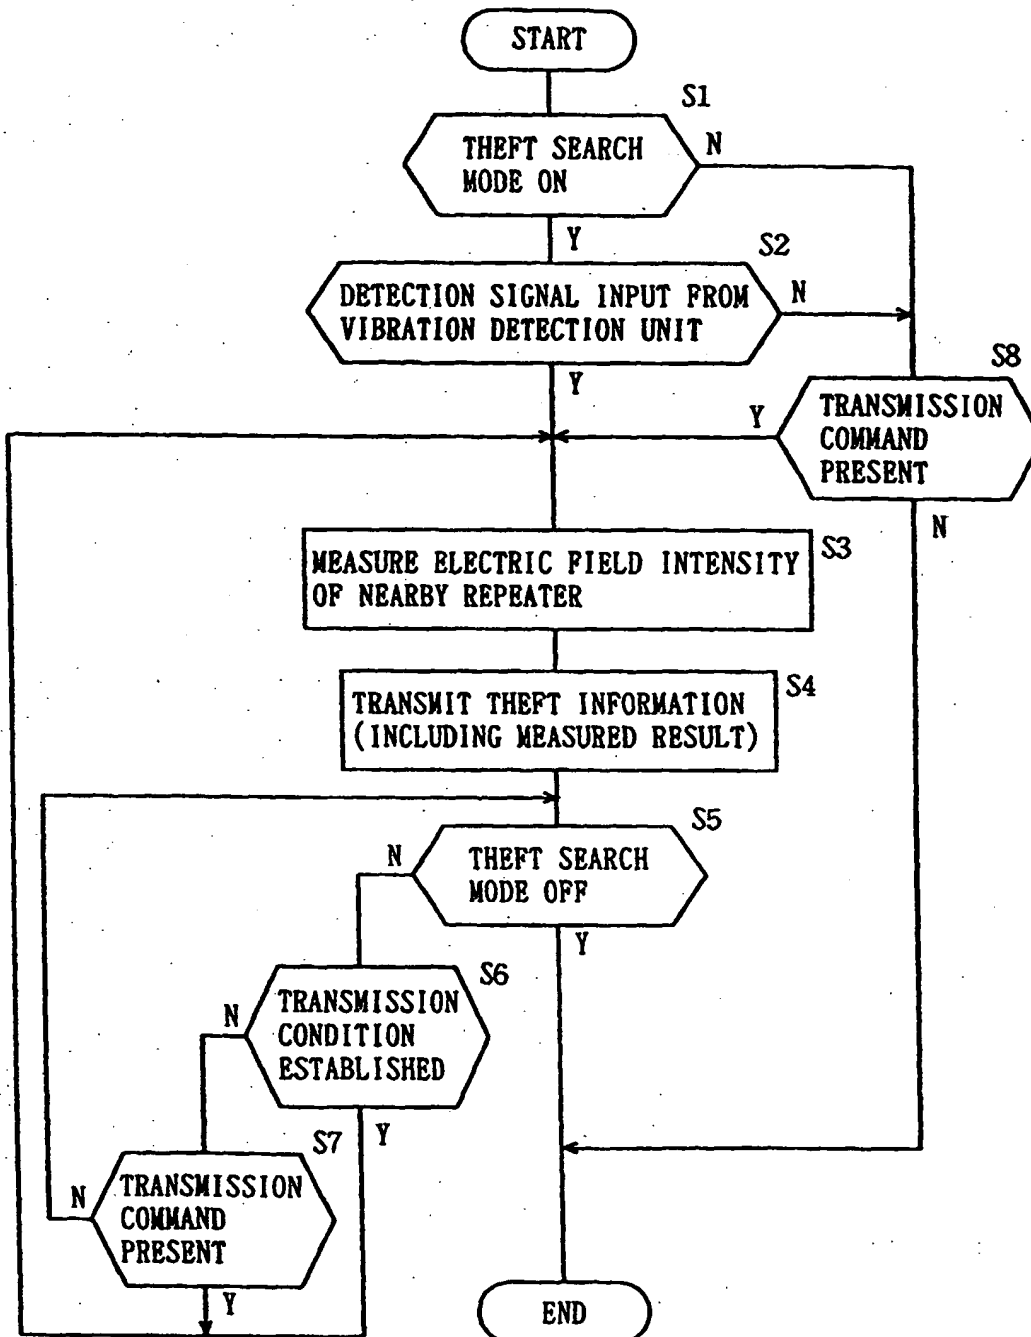 START
S1
THEFT SEARCH
MODE ON
N
Y
S2
DETECTION SIGNAL INPUT FROM
VIBRATION DETECTION UNIT
N
Y
S8
TRANSMISSION
COMMAND
PRESENT
Y
N
S3
MEASURE ELECTRIC FIELD INTENSITY
OF NEARBY REPEATER
S4
TRANSMIT THEFT INFORMATION
(INCLUDING MEASURED RESULT)
S5
THEFT SEARCH
MODE OFF
N
Y
S6
TRANSMISSION
CONDITION
ESTABLISHED
N
Y
S7
TRANSMISSION
COMMAND
PRESENT
N
Y
END